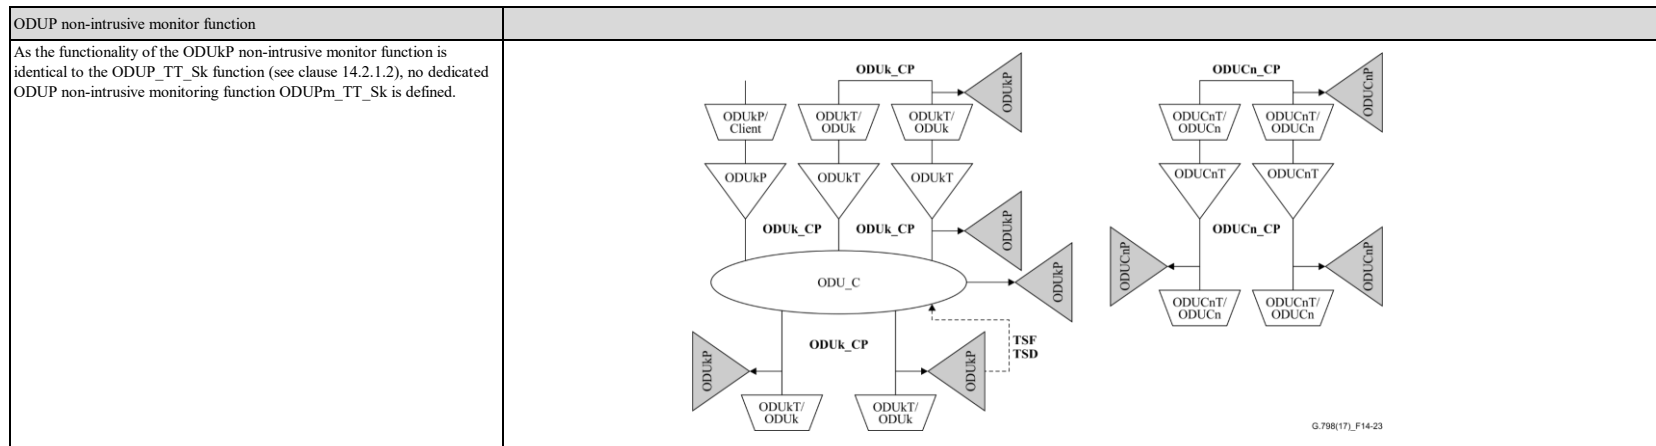 ODUP non-intrusive monitor function
As the functionality of the ODUkP non-intrusive monitor function is
identical to the ODUP_TT_Sk function (see clause 14.2.1.2), no dedicated
ODUP non-intrusive monitoring function ODUPm_TT_Sk is defined.
ODUk_CP
ODUkP
ODUkP/
Client
ODUkT/
ODUk
ODUkT/
ODUk
ODUkP
ODUkT
ODUkT
ODUk_CP
ODUk_CP
ODUkP
ODU_C
ODUkP
ODUk_CP
TSF
TSD
ODUkP
ODUkP
ODUkT/
ODUk
ODUkT/
ODUk
ODUCn_CP
ODUCnP
ODUCnT/
ODUCn
ODUCnT/
ODUCn
ODUCnT
ODUCnT
ODUCn_CP
ODUCnP
ODUCnP
ODUCnT/
ODUCn
ODUCnT/
ODUCn
G.798(17)_F14-23